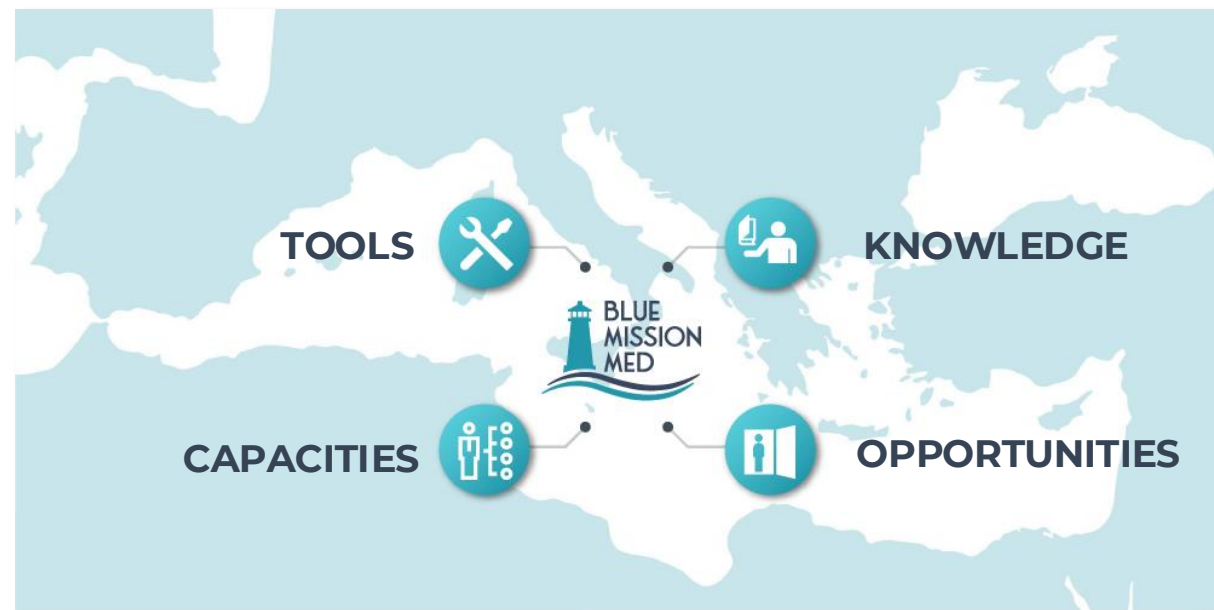 TOOLS
KNOWLEDGE
BLUE
MISSION
MED
CAPACITIES
OPPORTUNITIES